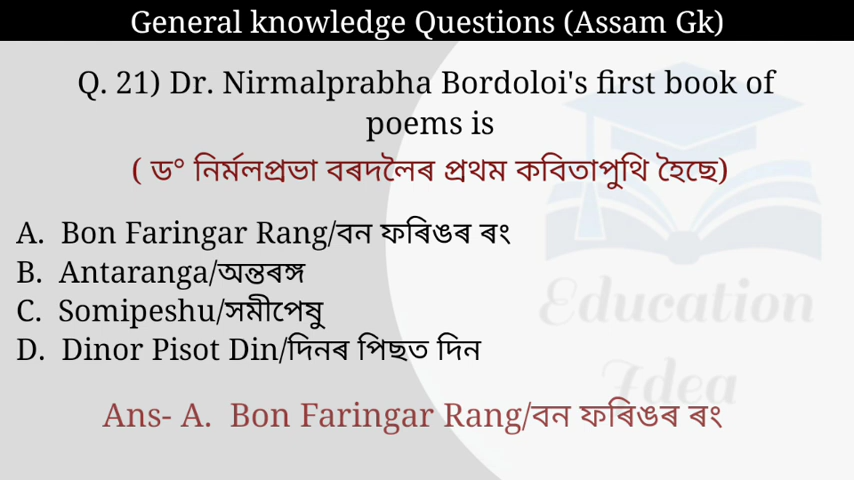 General knowledge Questions (Assam Gk)
Q. 21) Dr. Nirmalprabha Bordoloi's first book of
poems is
( ড° নিৰ্মলপ্ৰভা বৰদলৈৰ প্ৰথম কবিতাপুথি হৈছে)
A. Bon Faringar Rang/বন ফৰিঙৰ ৰং
B. Antaranga/অন্তৰঙ্গ
C. Somipeshu/সমীপেষু
D. Dinor Pisot Din/দিনৰ পিছত দিন
Education
Idea
Ans- A. Bon Faringar Rang/বন ফৰিঙৰ ৰং